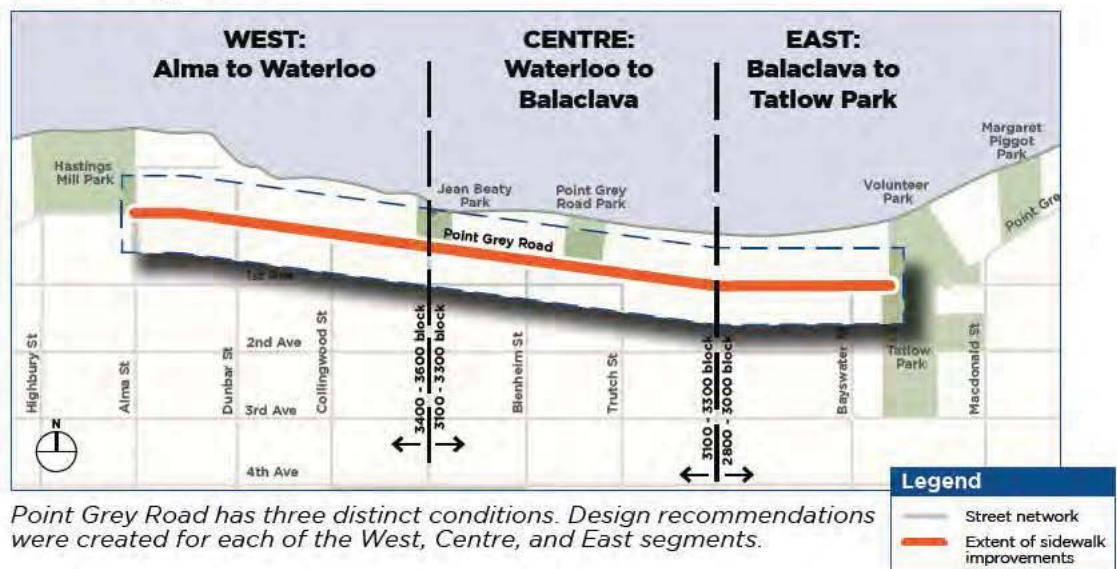 WEST:
Alma to Waterloo
CENTRE:
Waterloo to
Balaclava
EAST:
Balaclava to
Tatlow Park
Margaret
Piggot
Park
Hastings
Mill Park
Jean Beaty
Park
Point Grey
Road Park
Volunteer
Park
Point Gre
Point Grey Road
2nd Ave
3rd Ave
4th Ave
Highbury St
Alma St
Dunbar St
Collingwood St
3400 - 3600 block
3100 - 3300 block
Blenheim St
Trutch St
3100 - 3300 block
2800 - 3000 block
Bayswater
Tatlow
Park
Macdonald St
N
Legend
Street network
Extent of sidewalk
improvements
Point Grey Road has three distinct conditions. Design recommendations
were created for each of the West, Centre, and East segments.